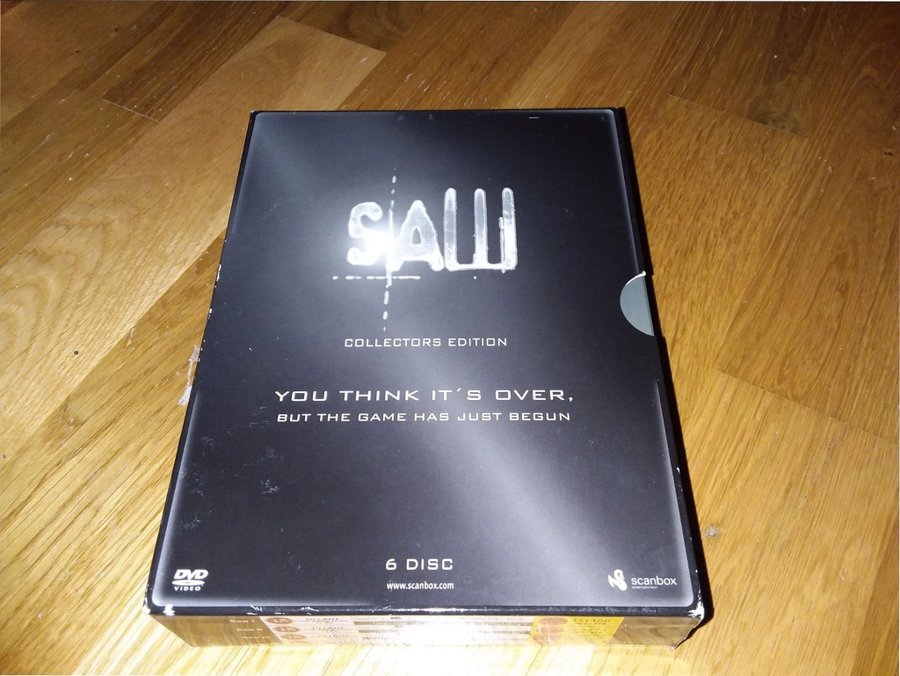 SAW
COLLECTORS EDITION
YOU THINK IT´S OVER,
BUT THE GAME HAS JUST BEGUN
6 DISC
www.scanbox.com
DVD
VIDEO
scanbox
entertainment